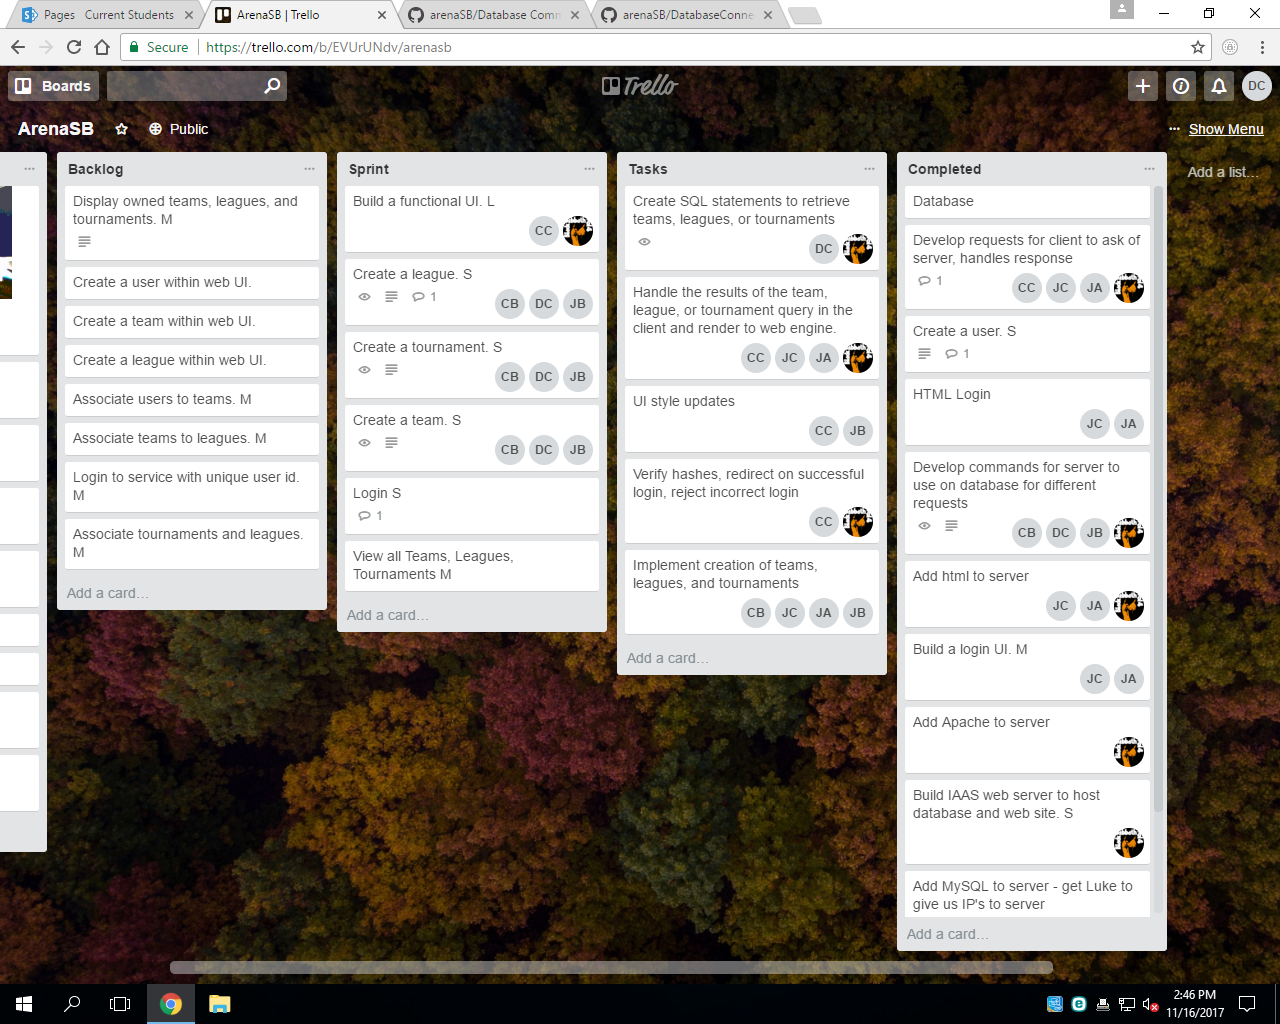 Pages Current Students
ArenaSB | Trello
arenaSB/Database Comm
arenaSB/DatabaseConne
Secure
https://trello.com/b/EVUrUNdv/arenasb
Boards
Trello
DC
ArenaSB
Public
Show Menu
Backlog
Display owned teams, leagues, and
tournaments. M
Create a user within web UI.
Create a team within web UI.
Create a league within web UI.
Associate users to teams. M
Associate teams to leagues. M
Login to service with unique user id.
M
Associate tournaments and leagues.
M
Add a card…
Sprint
Build a functional UI. L
CC
Create a league. S
1
CB DC JB
Create a tournament. S
CB DC JB
Create a team. S
CB DC JB
Login S
1
View all Teams, Leagues,
Tournaments M
Add a card…
Tasks
Create SQL statements to retrieve
teams, leagues, or tournaments
DC
Handle the results of the team,
league, or tournament query in the
client and render to web engine.
CC JC JA
UI style updates
CC JB
Verify hashes, redirect on successful
login, reject incorrect login
CC
Implement creation of teams,
leagues, and tournaments
CB JC JA JB
Add a card…
Completed
Database
Develop requests for client to ask of
server, handles response
1
CC JC JA
Create a user. S
1
HTML Login
JC JA
Develop commands for server to
use on database for different
requests
CB DC JB
Add html to server
JC JA
Build a login UI. M
JC JA
Add Apache to server
Build IAAS web server to host
database and web site. S
Add MySQL to server - get Luke to
give us IP's to server
Add a card…
Add a list…
2:46 PM
11/16/2017